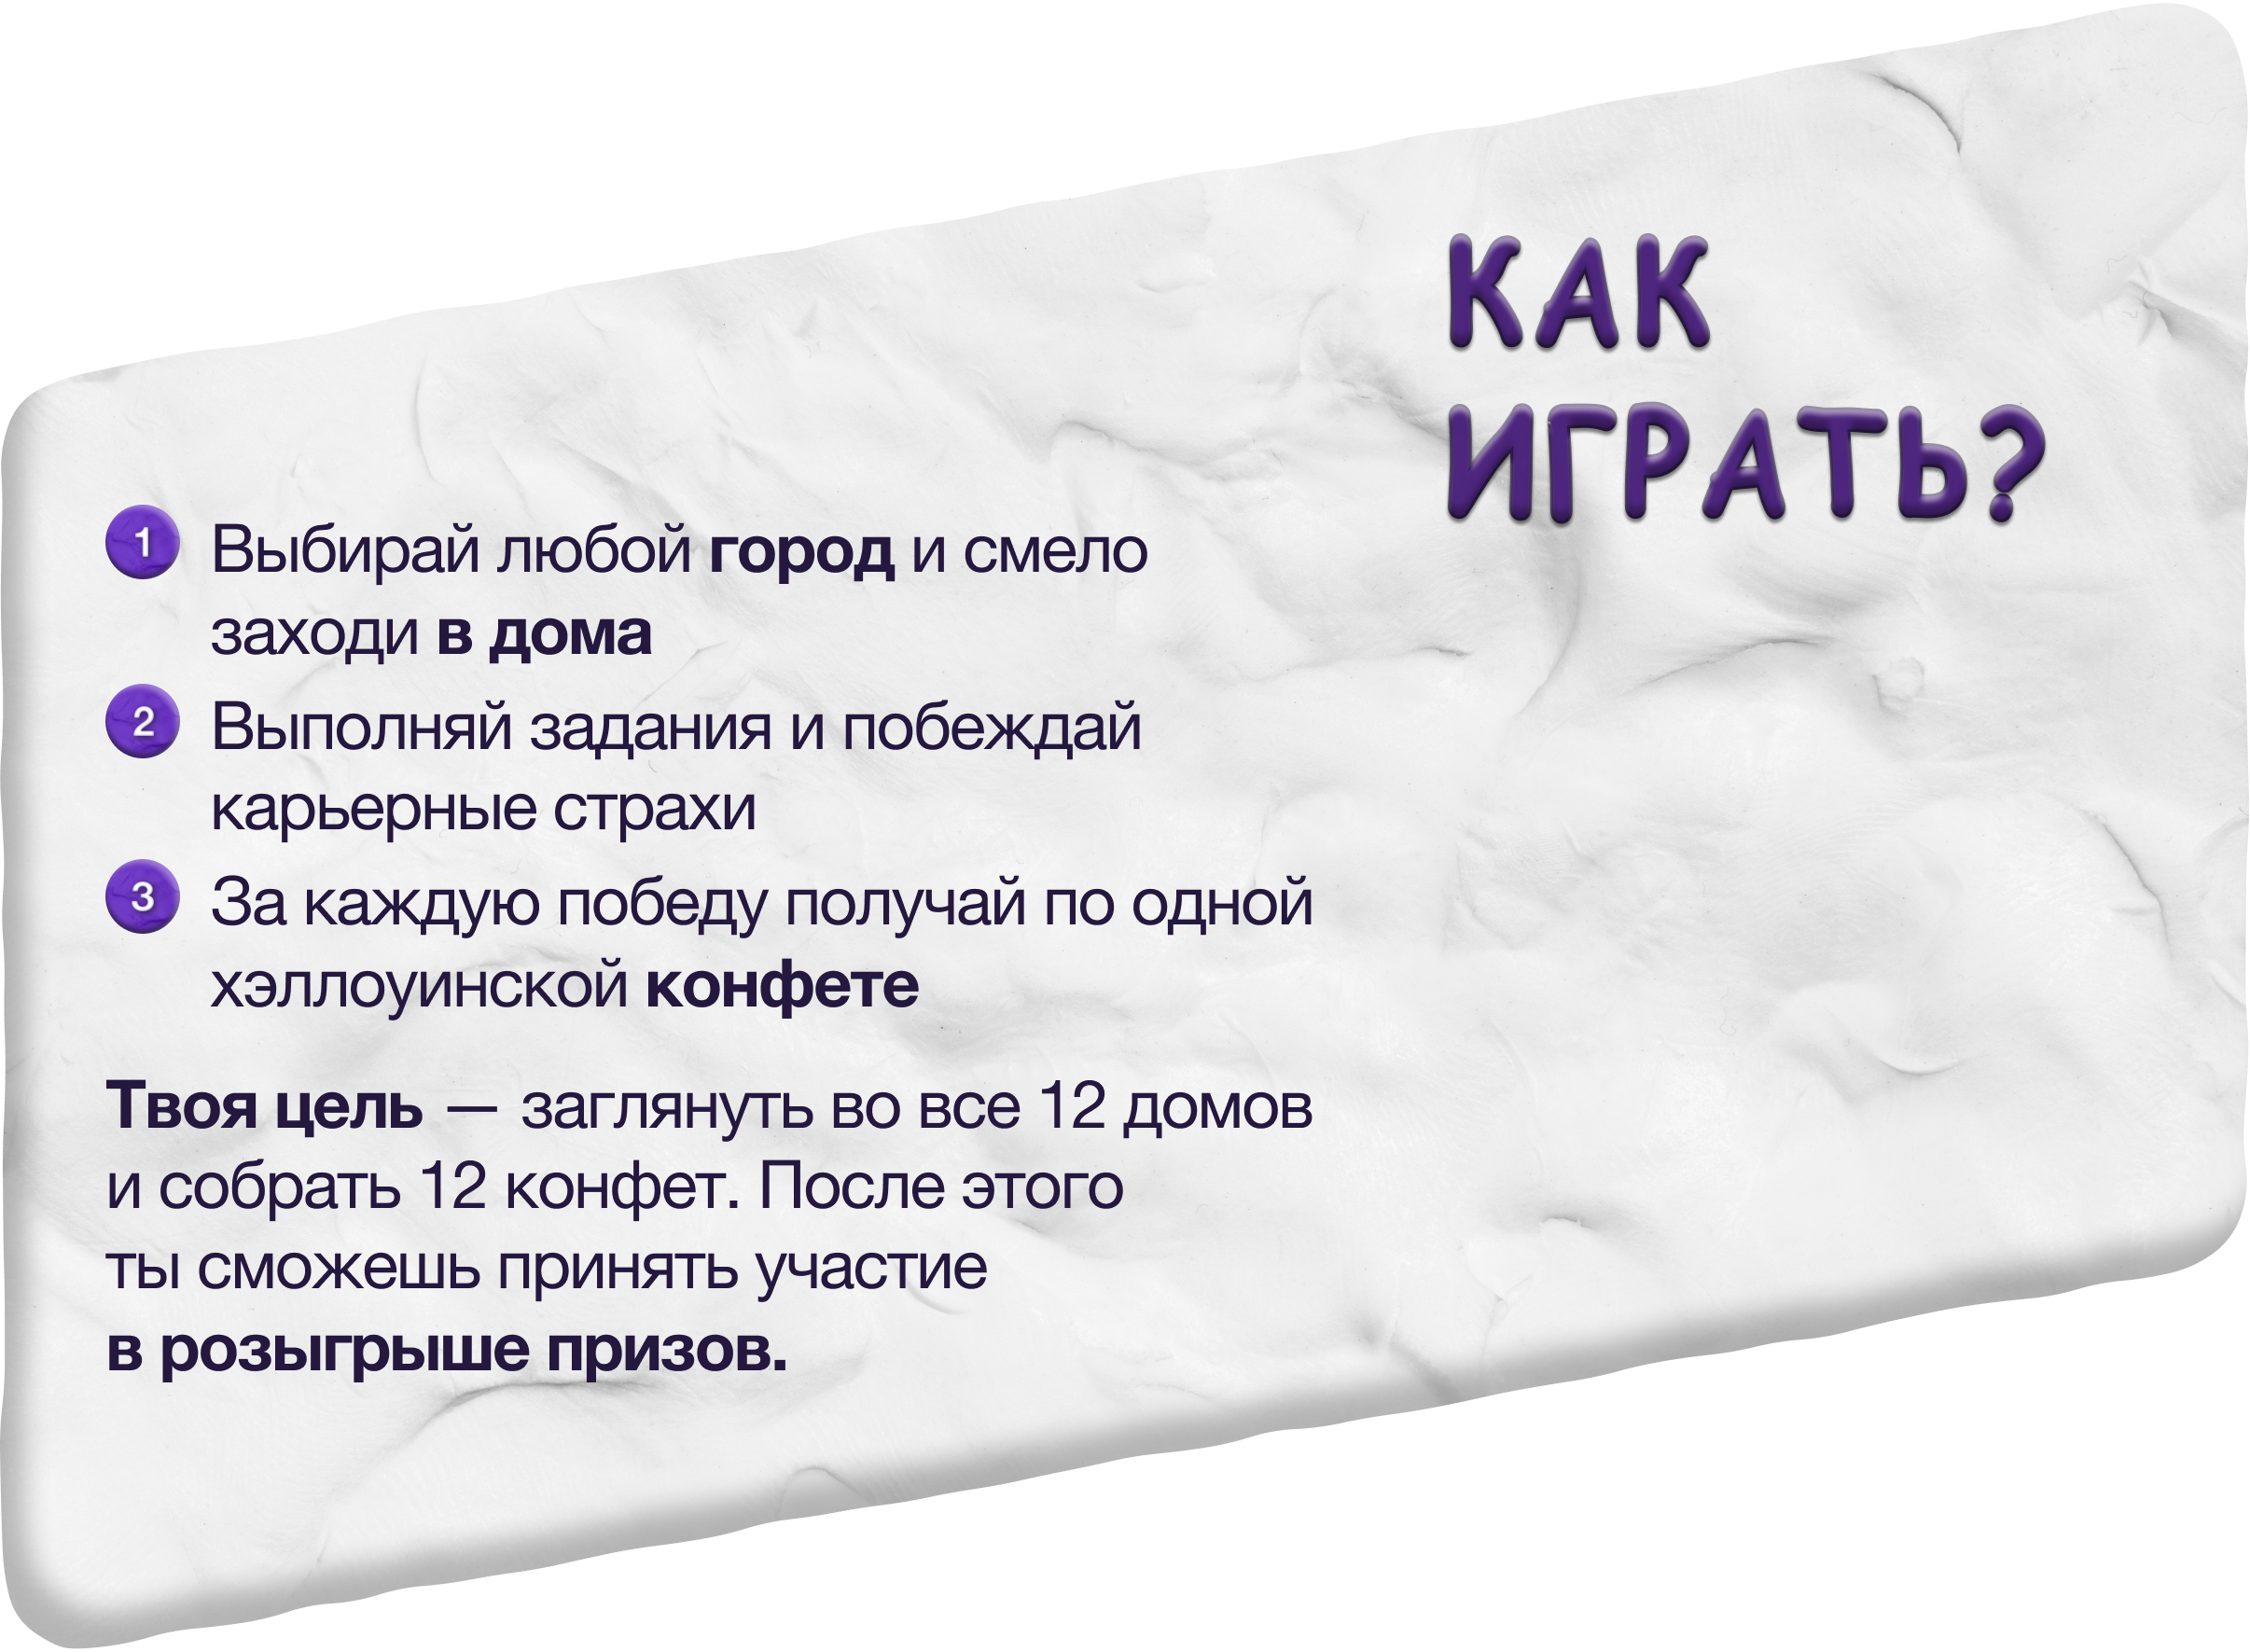 КАК
ИГРАТЬ?
1 Выбирай любой город и смело
заходи в дома
2 Выполняй задания и побеждай
карьерные страхи
3 За каждую победу получай по одной
хэллоуинской конфете
Твоя цель — заглянуть во все 12 домов
и собрать 12 конфет. После этого
ты сможешь принять участие
в розыгрыше призов.